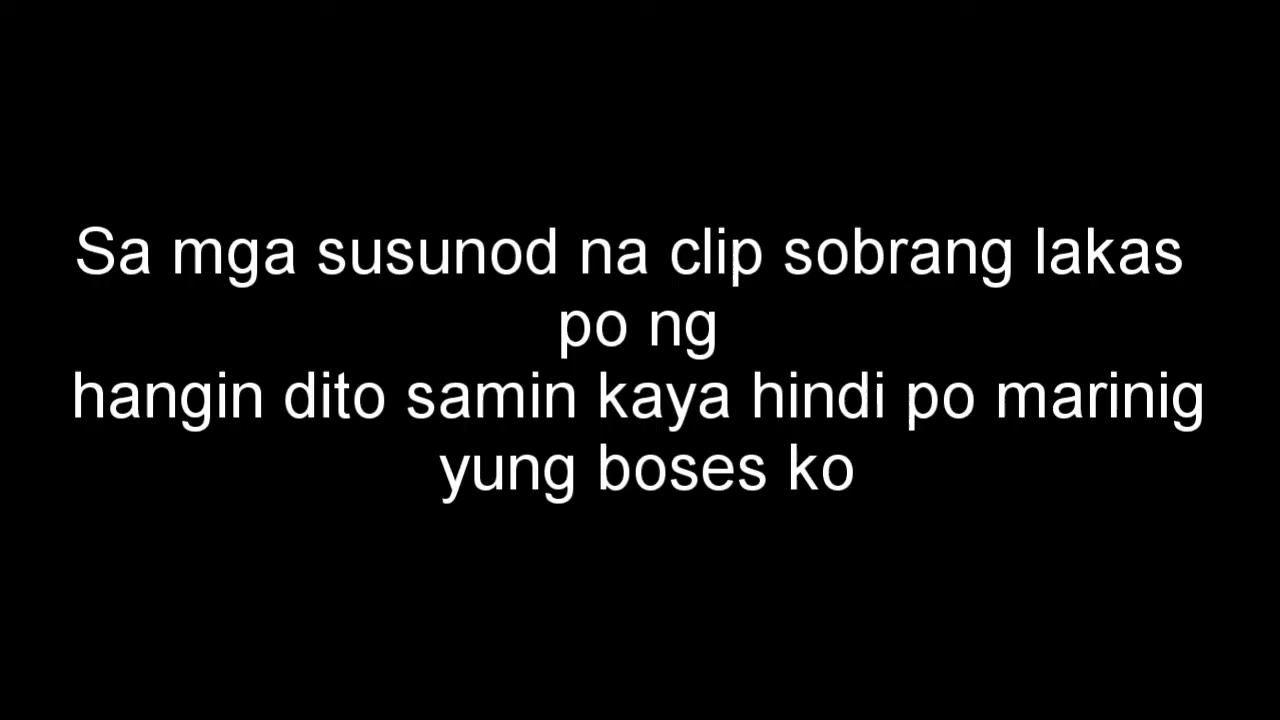 Sa mga susunod na clip sobrang lakas
po ng
hangin dito samin kaya hindi po marinig
yung boses ko